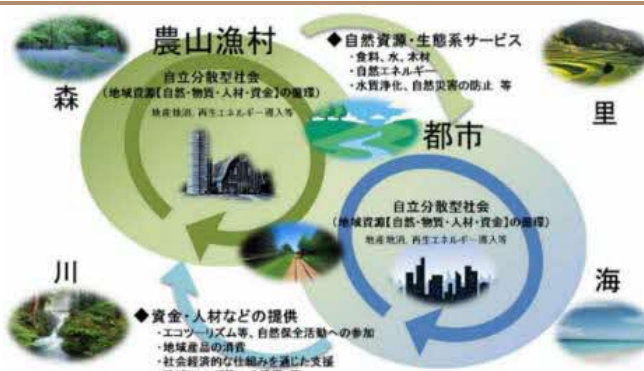 農山漁村
森
自立分散型社会
(地域資源【自然・物質・人材・資金】の循環)
地産地消、再生エネルギー導入等
◆自然資源・生態系サービス
・食料、水、木材
・自然エネルギー
・水質浄化、自然災害の防止 等
里
都市
自立分散型社会
(地域資源【自然・物質・人材・資金】の循環)
地産地消、再生エネルギー導入等
川
◆資金・人材などの提供
・エコツーリズム等、自然保全活動への参加
・地域産品の消費
・社会経済的な仕組みを通じた支援
海